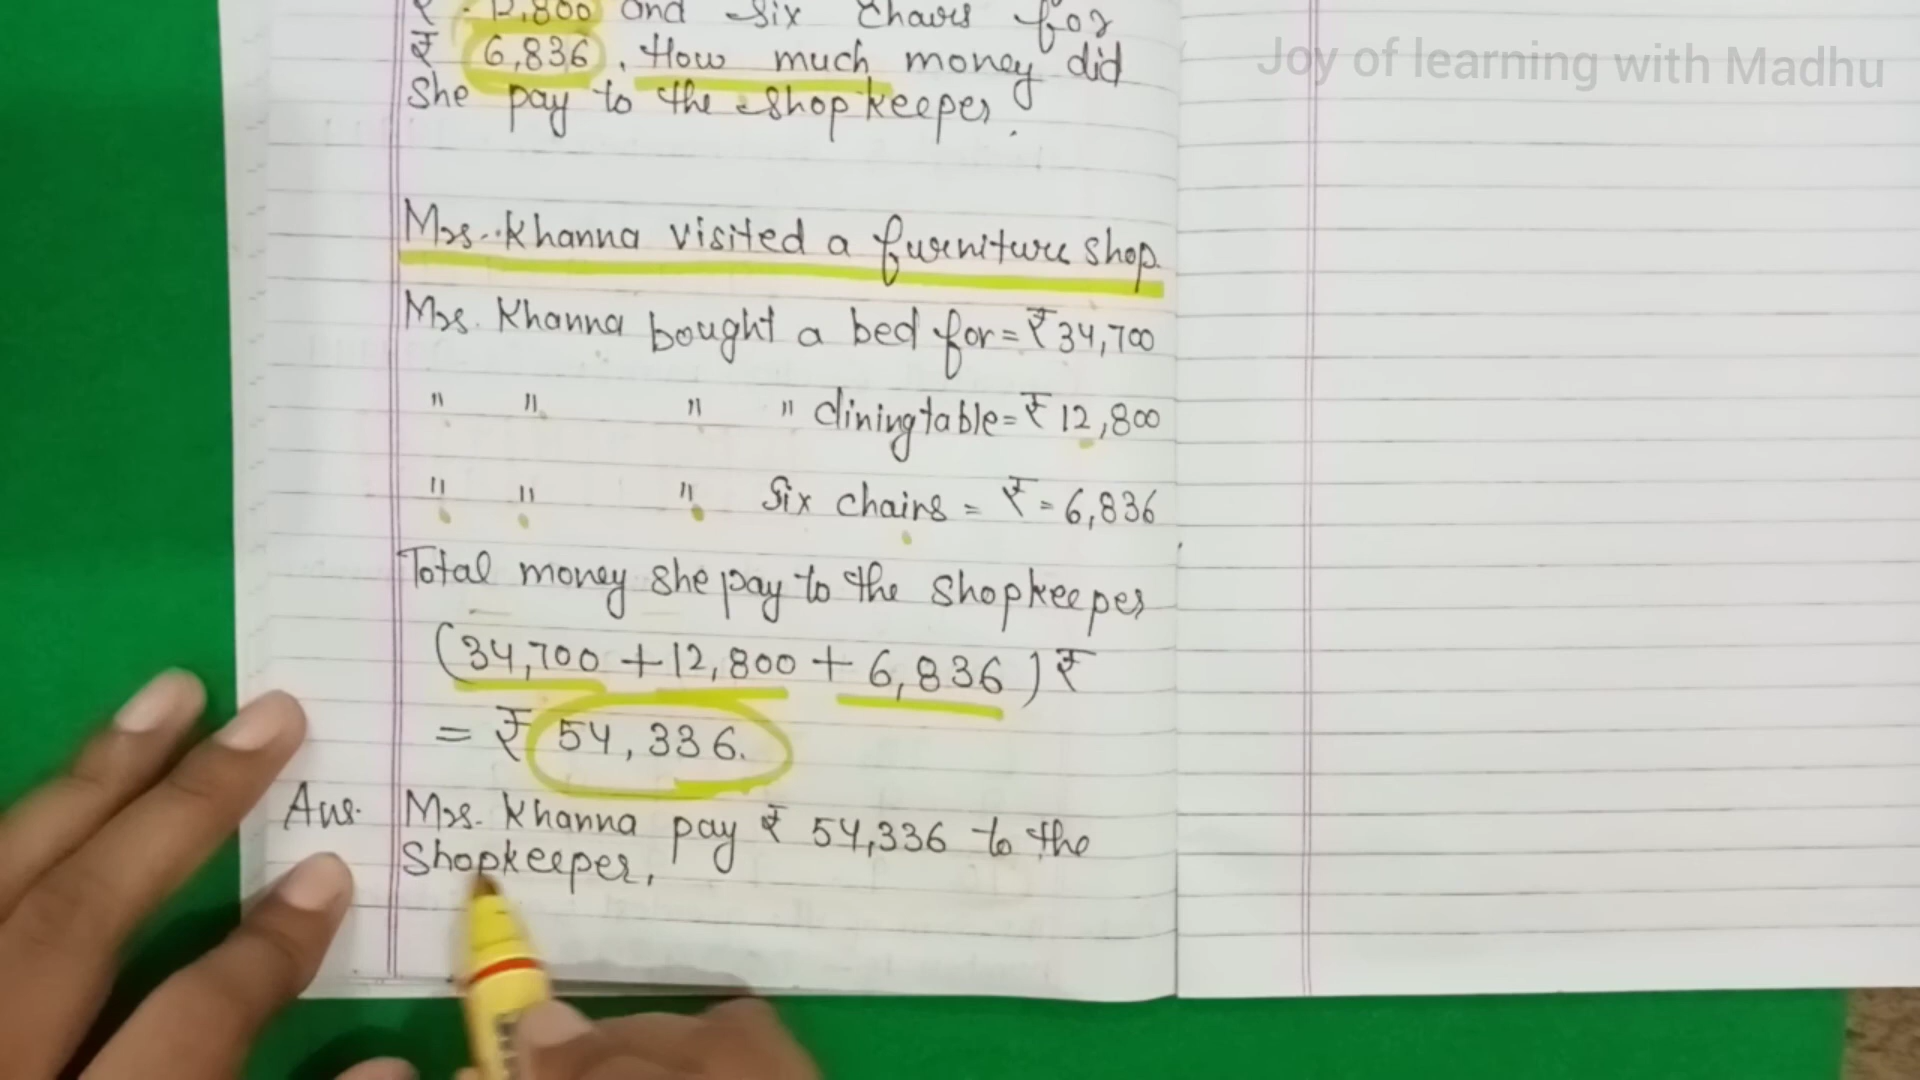 ₹ 12,800 and six chairs for
₹ 6,836. How much money did
she pay to the shopkeeper.
Joy of learning with Madhu
Mrs. Khanna visited a furniture shop.
Mrs. Khanna bought a bed for = ₹ 34,700
" " " " dining table = ₹ 12,800
" " " Six chairs = ₹ = 6,836
Total money she pay to the shopkeeper
(34,700 + 12,800 + 6,836) ₹
= ₹ 54,336.
Ans. Mrs. Khanna pay ₹ 54,336 to the
Shopkeeper.